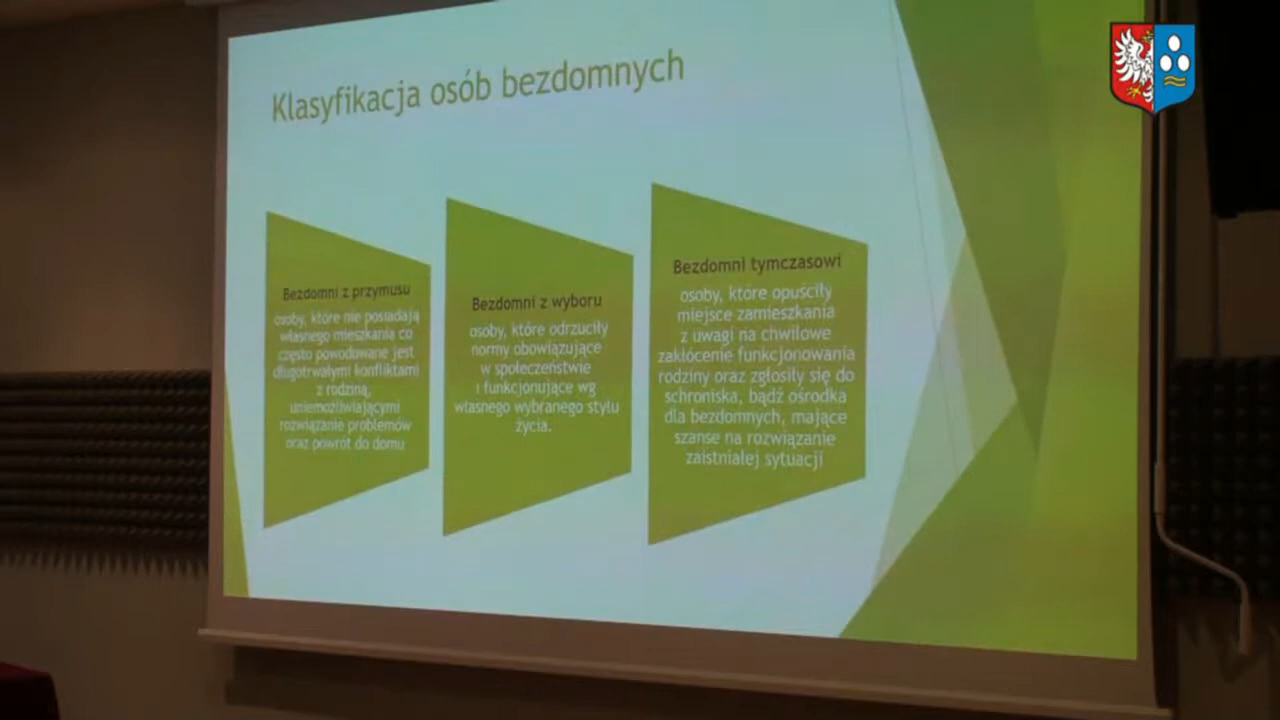 Klasyfikacja osób bezdomnych
Bezdomni z przymusu
osoby, które nie posiadają
własnego mieszkania co
często powodowane jest
długotrwałymi konfliktami
z rodziną,
uniemożliwiającymi
rozwiązanie problemów
oraz powrót do domu
Bezdomni z wyboru
osoby, które odrzuciły
normy obowiązujące
w społeczeństwie
i funkcjonujące wg
własnego wybranego stylu
życia.
Bezdomni tymczasowi
osoby, które opuściły
miejsce zamieszkania
z uwagi na chwilowe
zakłócenie funkcjonowania
rodziny oraz zgłosiły się do
schroniska, bądź ośrodka
dla bezdomnych, mające
szanse na rozwiązanie
zaistniałej sytuacji